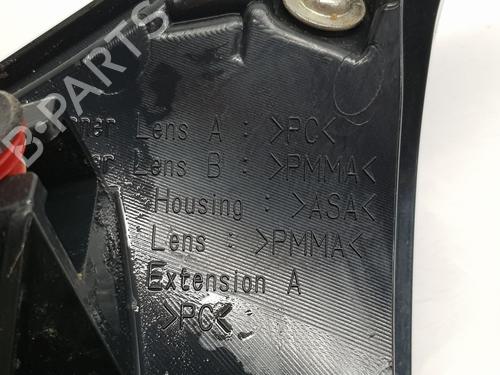 B-PARTS
Lens A : >PC<
Lens B : >PMMA<
Housing : >ASA<
Lens : >PMMA<
Extension A
>PC<